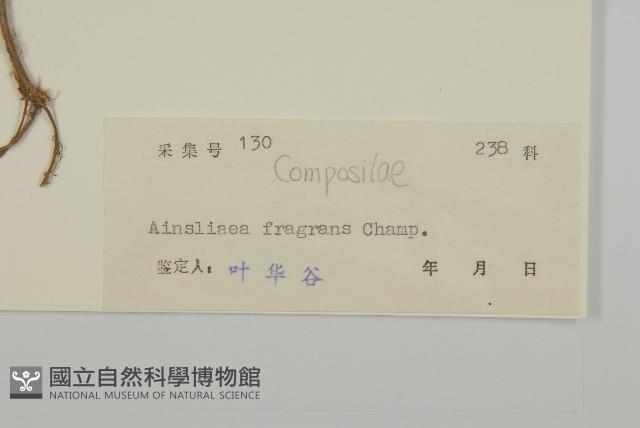 采集号 130 238 科
Compositae
Ainsliaea fragrans Champ.
鉴定人: 叶华谷 年 月 日
國立自然科學博物館
NATIONAL MUSEUM OF NATURAL SCIENCE